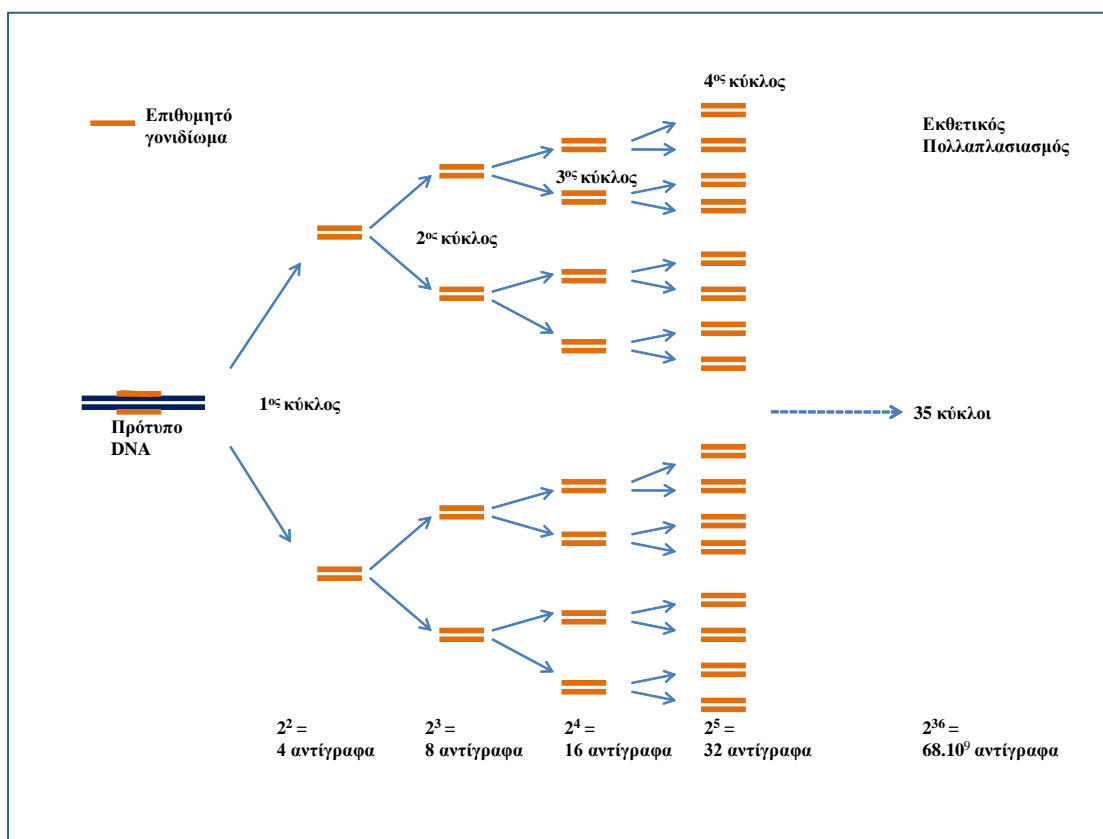 4ος κύκλος
Επιθυμητό
γονιδίωμα
Εκθετικός
Πολλαπλασιασμός
3ος κύκλος
2ος κύκλος
1ος κύκλος
35 κύκλοι
Πρότυπο
DNA
2² =
4 αντίγραφα
2³ =
8 αντίγραφα
2⁴ =
16 αντίγραφα
2⁵ =
32 αντίγραφα
2³⁶ =
68.10⁹ αντίγραφα